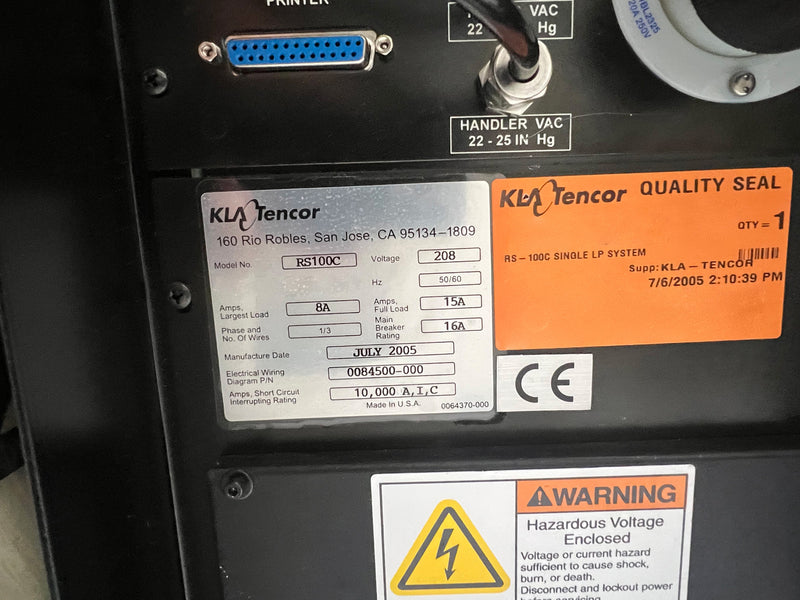 PRINTER
VAC
22 Hg
BL2325
20A 250V
HANDLER VAC
22 - 25 IN Hg
KLA Tencor
160 Rio Robles, San Jose, CA 95134-1809
Model No. RS100C Voltage 208
Hz 50/60
Amps, Largest Load 8A Amps, Full Load 15A
Phase and No. Of Wires 1/3 Main Breaker Rating 16A
Manufacture Date JULY 2005
Electrical Wiring Diagram P/N 0084500-000
Amps, Short Circuit Interrupting Rating 10,000 A,I,C
Made In U.S.A. 0064370-000
KLA Tencor QUALITY SEAL
QTY = 1
RS-100C SINGLE LP SYSTEM
Supp: KLA - TENCOR
7/6/2005 2:10:39 PM
CE
WARNING
Hazardous Voltage
Enclosed
Voltage or current hazard
sufficient to cause shock,
burn, or death.
Disconnect and lockout power
before servicing.